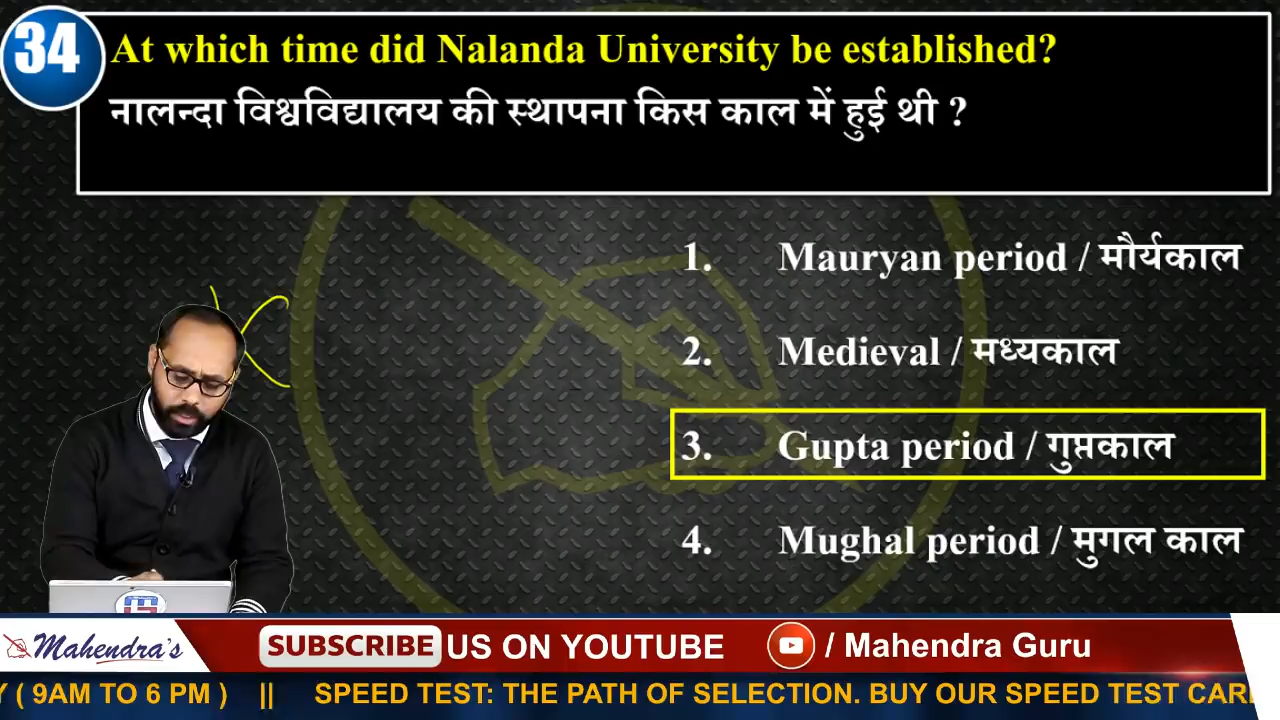 34
At which time did Nalanda University be established?
नालन्दा विश्वविद्यालय की स्थापना किस काल में हुई थी ?
1. Mauryan period / मौर्यकाल
2. Medieval / मध्यकाल
3. Gupta period / गुप्तकाल
4. Mughal period / मुगल काल
Mahendra's SUBSCRIBE US ON YOUTUBE / Mahendra Guru
Y ( 9AM TO 6 PM ) || SPEED TEST: THE PATH OF SELECTION. BUY OUR SPEED TEST